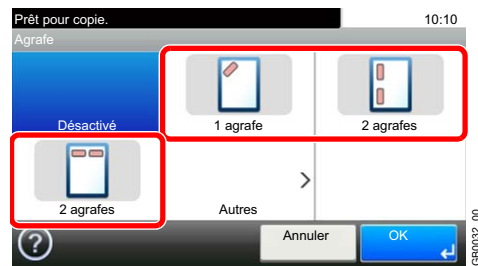 Prêt pour copie. 10:10
Agrafe
Désactivé 1 agrafe 2 agrafes
2 agrafes Autres
? Annuler OK
GB0032_00